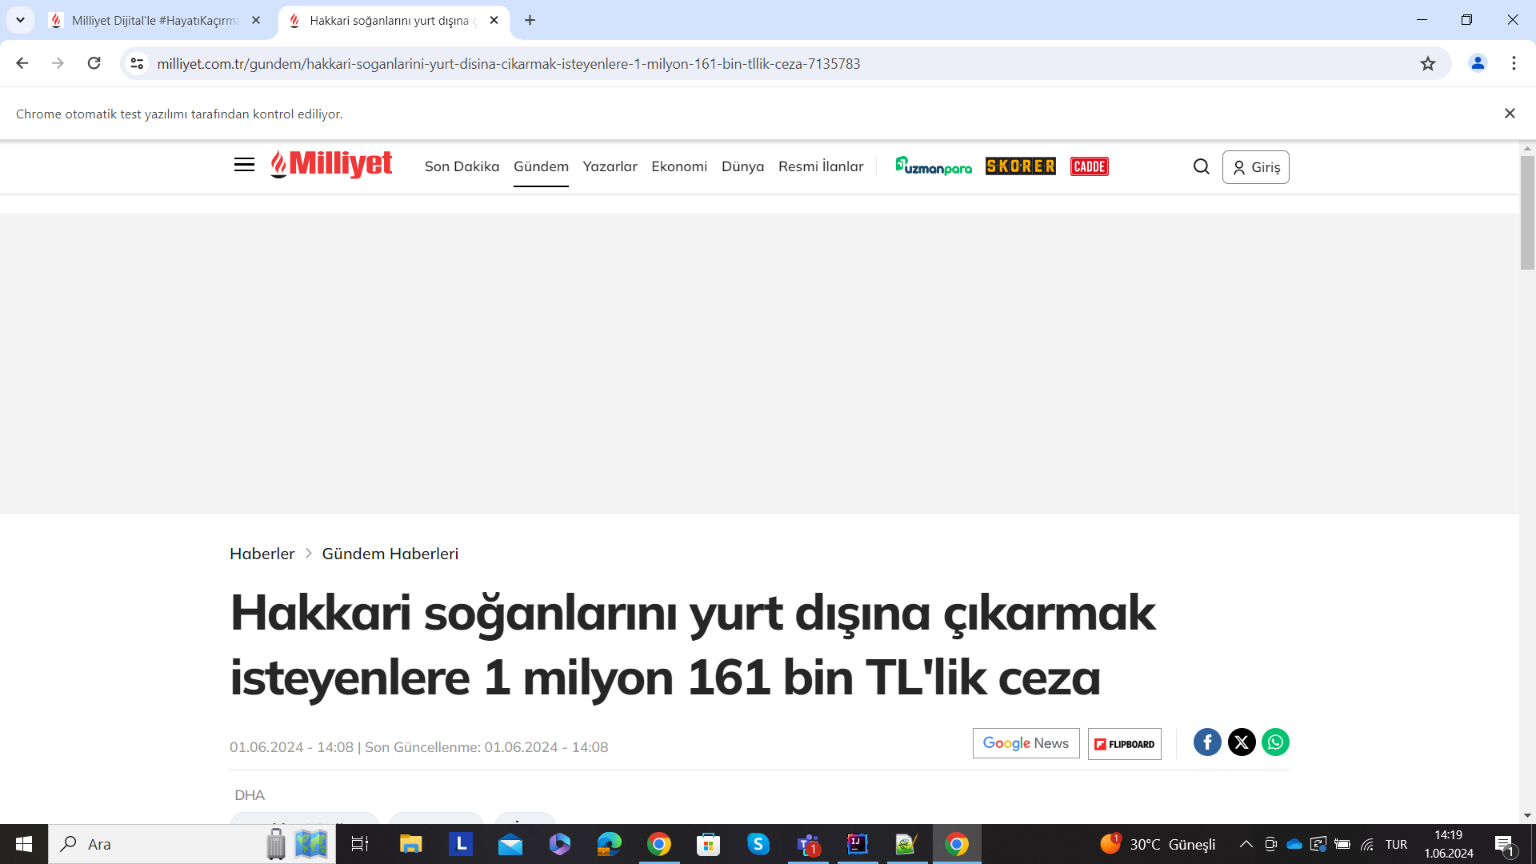 Milliyet Dijital'le #HayatıKaçırma
Hakkari soğanlarını yurt dışına ç
milliyet.com.tr/gundem/hakkari-soganlarini-yurt-disina-cikarmak-isteyenlere-1-milyon-161-bin-tllik-ceza-7135783
Chrome otomatik test yazılımı tarafından kontrol ediliyor.
Milliyet Son Dakika Gündem Yazarlar Ekonomi Dünya Resmi İlanlar uzmanpara SKORER CADDE Giriş
Haberler > Gündem Haberleri
Hakkari soğanlarını yurt dışına çıkarmak
isteyenlere 1 milyon 161 bin TL'lik ceza
01.06.2024 - 14:08 | Son Güncellenme: 01.06.2024 - 14:08
Google News FLIPBOARD
DHA
Ara
30°C Güneşli
TUR
14:19
1.06.2024